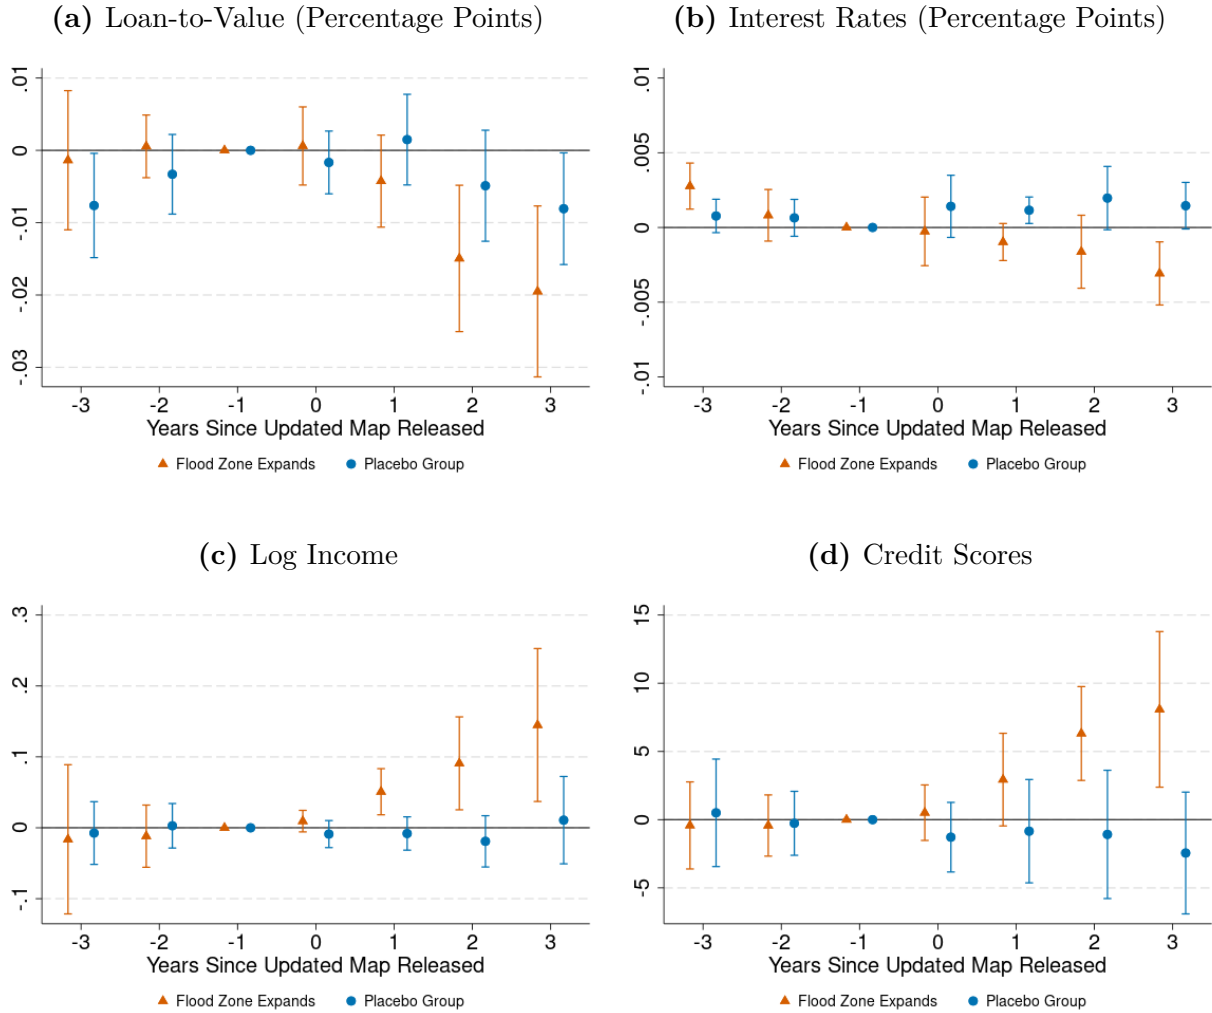 (a) Loan-to-Value (Percentage Points)
.01
0
-.01
-.02
-.03
-3 -2 -1 0 1 2 3
Years Since Updated Map Released
Flood Zone Expands Placebo Group
(b) Interest Rates (Percentage Points)
.01
.005
0
-.005
-.01
-3 -2 -1 0 1 2 3
Years Since Updated Map Released
Flood Zone Expands Placebo Group
(c) Log Income
.3
.2
.1
0
-.1
-3 -2 -1 0 1 2 3
Years Since Updated Map Released
Flood Zone Expands Placebo Group
(d) Credit Scores
15
10
5
0
-5
-3 -2 -1 0 1 2 3
Years Since Updated Map Released
Flood Zone Expands Placebo Group